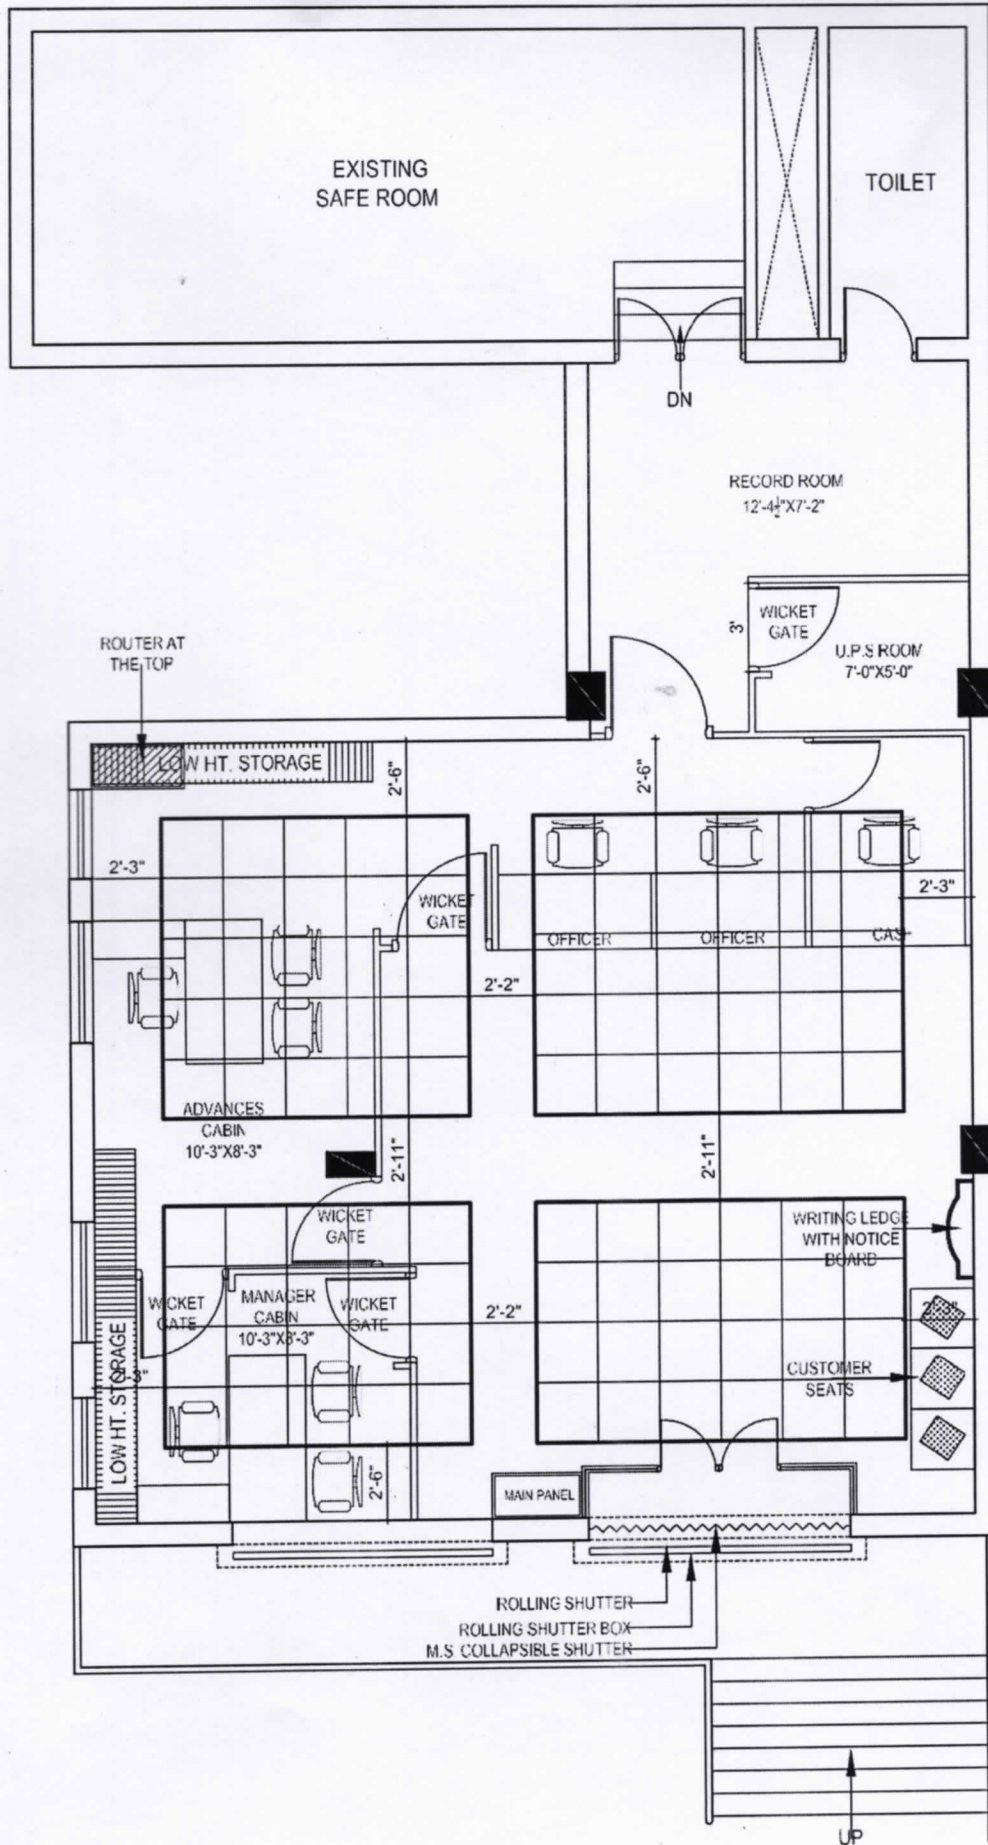 EXISTING
SAFE ROOM
TOILET
DN
RECORD ROOM
12'-4½"X7'-2"
WICKET
GATE
3'
U.P.S ROOM
7'-0"X5'-0"
ROUTER AT
THE TOP
LOW HT. STORAGE
2'-6"
2'-6"
2'-3"
WICKET
GATE
2'-3"
OFFICER
OFFICER
CAS
2'-2"
ADVANCES
CABIN
10'-3"X8'-3"
2'-11"
2'-11"
WICKET
GATE
WRITING LEDGE
WITH NOTICE
BOARD
WICKET
GATE
MANAGER
CABIN
10'-3"X8'-3"
WICKET
GATE
2'-2"
LOW HT. STORAGE
CUSTOMER
SEATS
2'-6"
MAIN PANEL
ROLLING SHUTTER
ROLLING SHUTTER BOX
M.S. COLLAPSIBLE SHUTTER
UP